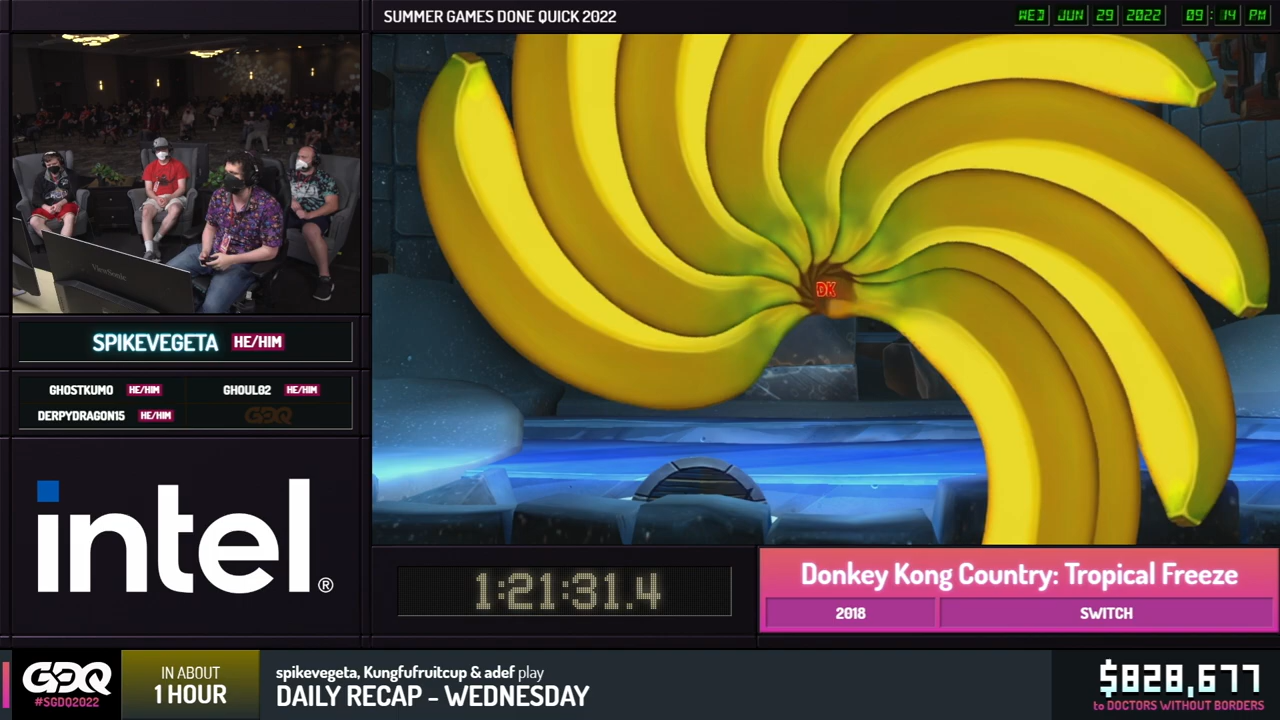 SUMMER GAMES DONE QUICK 2022
WED JUN 29 2022 09:14 PM
DK
ViewSonic
SPIKEVEGETA HE/HIM
GHOSTKUMO HE/HIM
GHOUL02 HE/HIM
DERPYDRAGON15 HE/HIM
GDQ
intel®
1:21:31.4
Donkey Kong Country: Tropical Freeze
2018
SWITCH
GDQ
#SGDQ2022
IN ABOUT
1 HOUR
spikevegeta, Kungfufruitcup & adef play
DAILY RECAP - WEDNESDAY
$828,677
to DOCTORS WITHOUT BORDERS